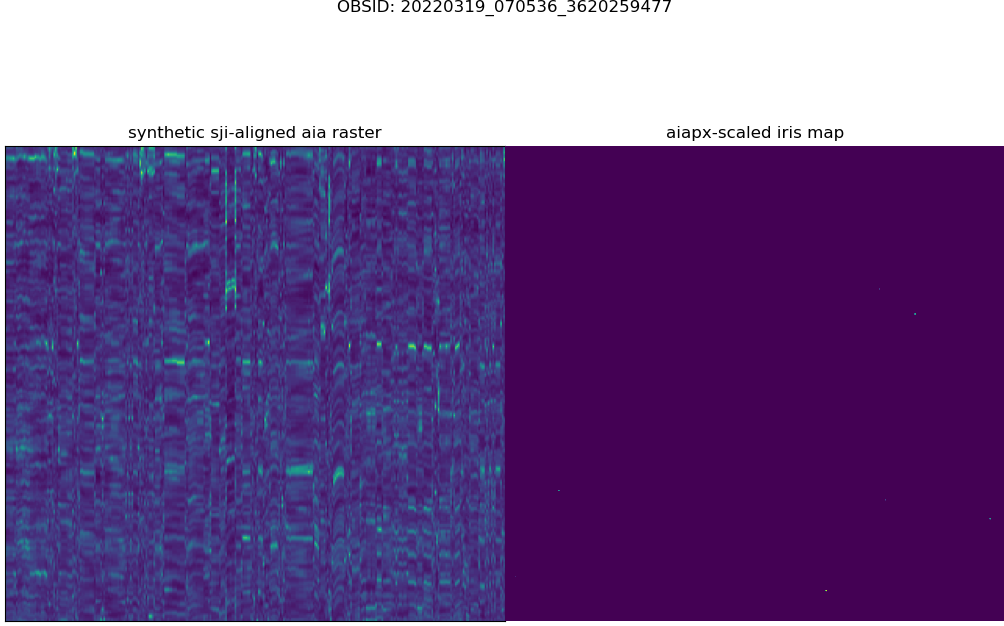 OBSID: 20220319_070536_3620259477
synthetic sji-aligned aia raster
aiapx-scaled iris map